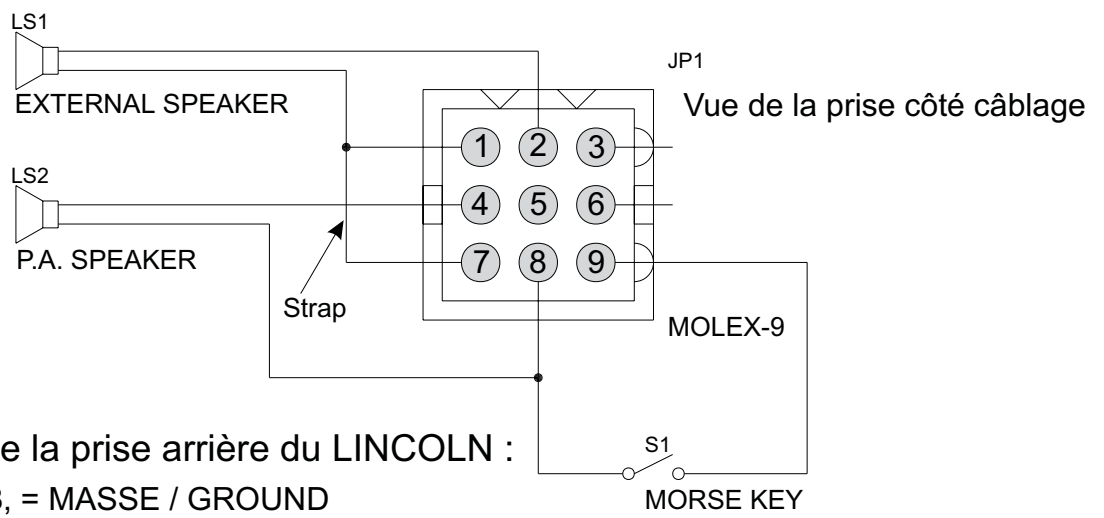 LS1
EXTERNAL SPEAKER
JP1
Vue de la prise côté câblage
1 2 3
LS2
4 5 6
P.A. SPEAKER
7 8 9
Strap
MOLEX-9
la prise arrière du LINCOLN :
S1
= MASSE / GROUND
MORSE KEY